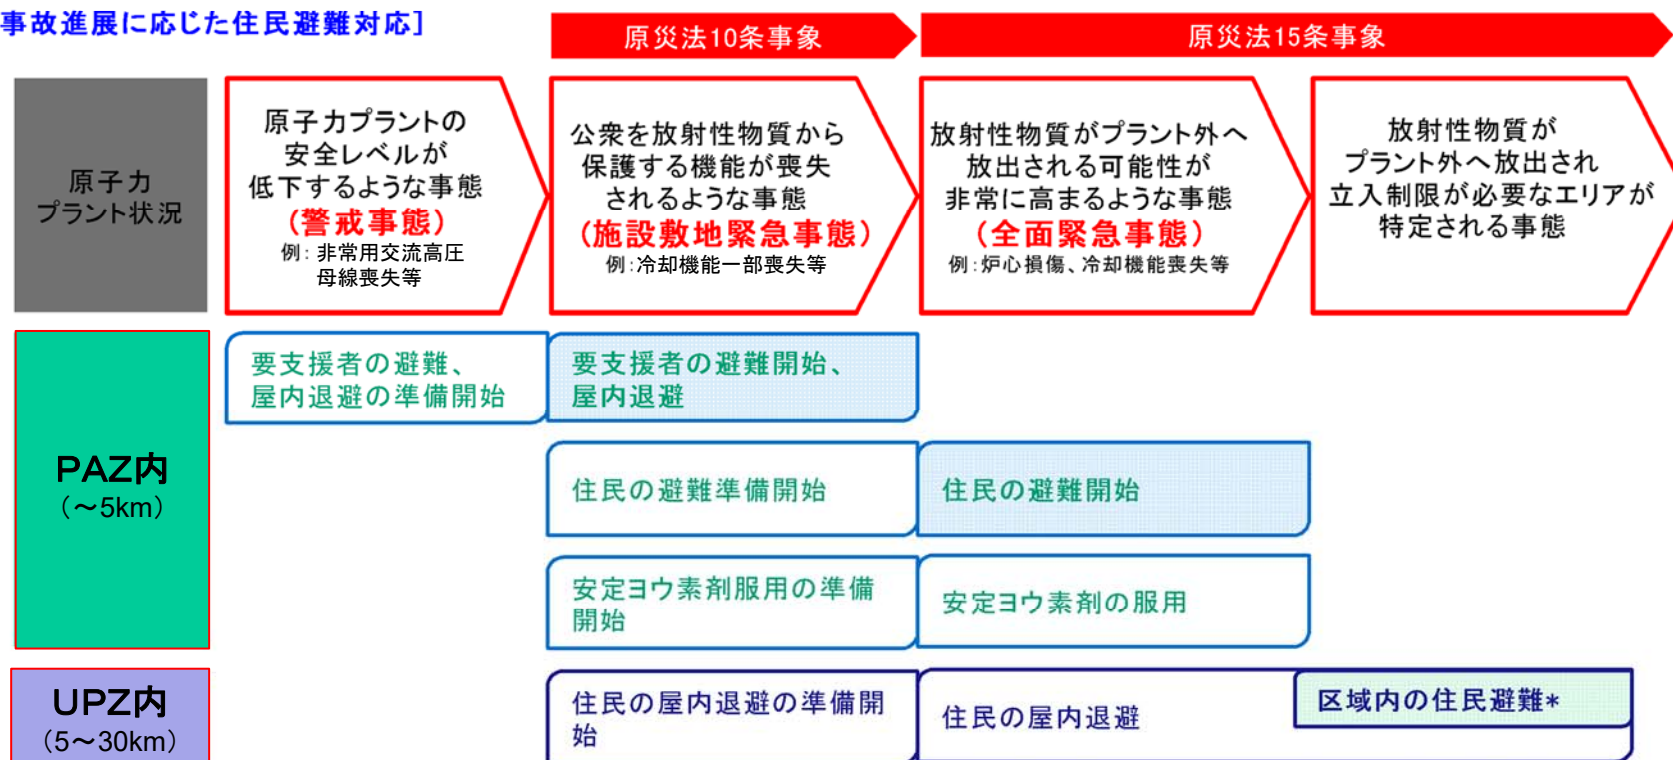 事故進展に応じた住民避難対応]
原災法10条事象
原災法15条事象
原子力
プラント状況
原子力プラントの
安全レベルが
低下するような事態
(警戒事態)
例:非常用交流高圧
母線喪失等
公衆を放射性物質から
保護する機能が喪失
されるような事態
(施設敷地緊急事態)
例:冷却機能一部喪失等
放射性物質がプラント外へ
放出される可能性が
非常に高まるような事態
(全面緊急事態)
例:炉心損傷、冷却機能喪失等
放射性物質が
プラント外へ放出され
立入制限が必要なエリアが
特定される事態
PAZ内
(~5km)
要支援者の避難、
屋内退避の準備開始
要支援者の避難開始、
屋内退避
住民の避難準備開始
住民の避難開始
安定ヨウ素剤服用の準備
開始
安定ヨウ素剤の服用
UPZ内
(5~30km)
住民の屋内退避の準備開
始
住民の屋内退避
区域内の住民避難*